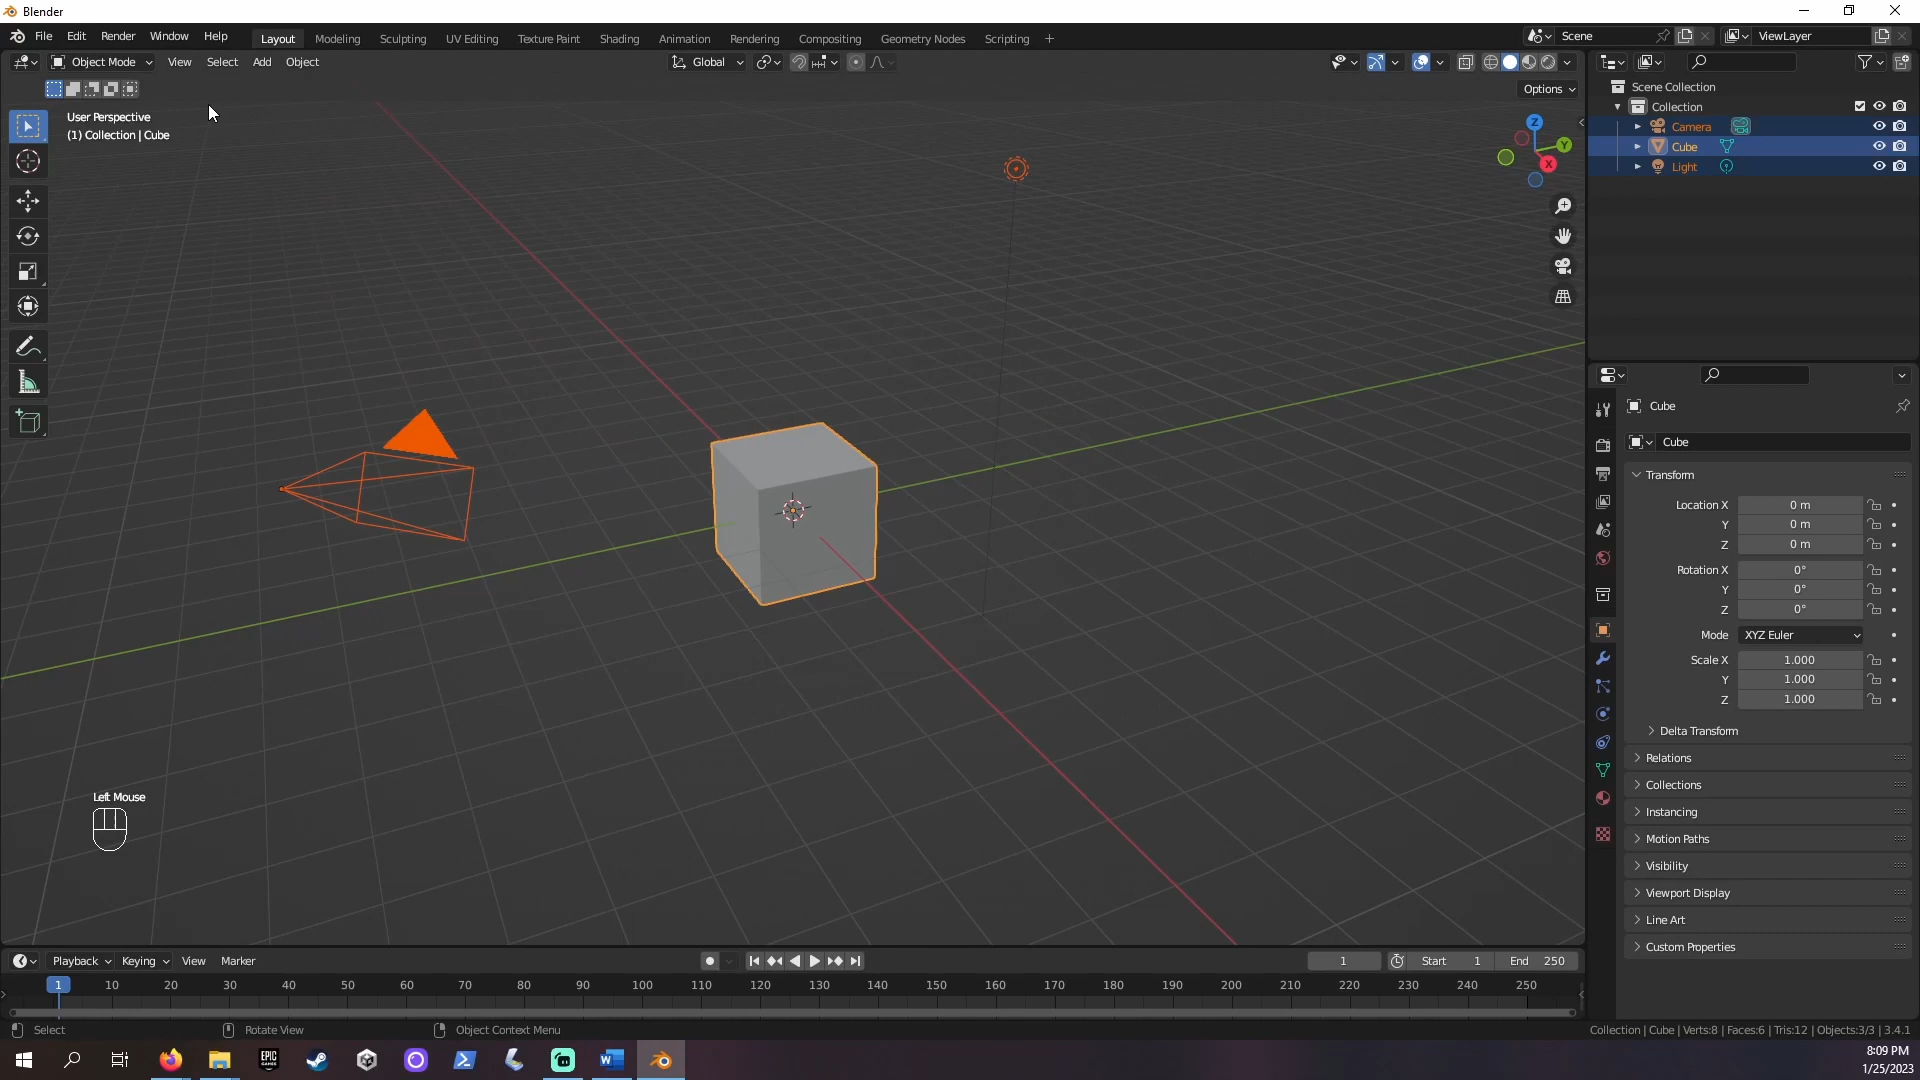 Blender
File Edit Render Window Help Layout Modeling Sculpting UV Editing Texture Paint Shading Animation Rendering Compositing Geometry Nodes Scripting + Scene ViewLayer
Object Mode View Select Add Object Global
Options
User Perspective
(1) Collection | Cube
Z
Y
X
Left Mouse
Scene Collection
Collection
Camera
Cube
Light
Cube
Cube
Transform
Location X 0 m
Y 0 m
Z 0 m
Rotation X 0°
Y 0°
Z 0°
Mode XYZ Euler
Scale X 1.000
Y 1.000
Z 1.000
Delta Transform
Relations
Collections
Instancing
Motion Paths
Visibility
Viewport Display
Line Art
Custom Properties
Playback Keying View Marker 1 Start 1 End 250
1 10 20 30 40 50 60 70 80 90 100 110 120 130 140 150 160 170 180 190 200 210 220 230 240 250
Select Rotate View Object Context Menu Collection | Cube | Verts:8 | Faces:6 | Tris:12 | Objects:3/3 | 3.4.1
EPIC GAMES
8:09 PM
1/25/2023